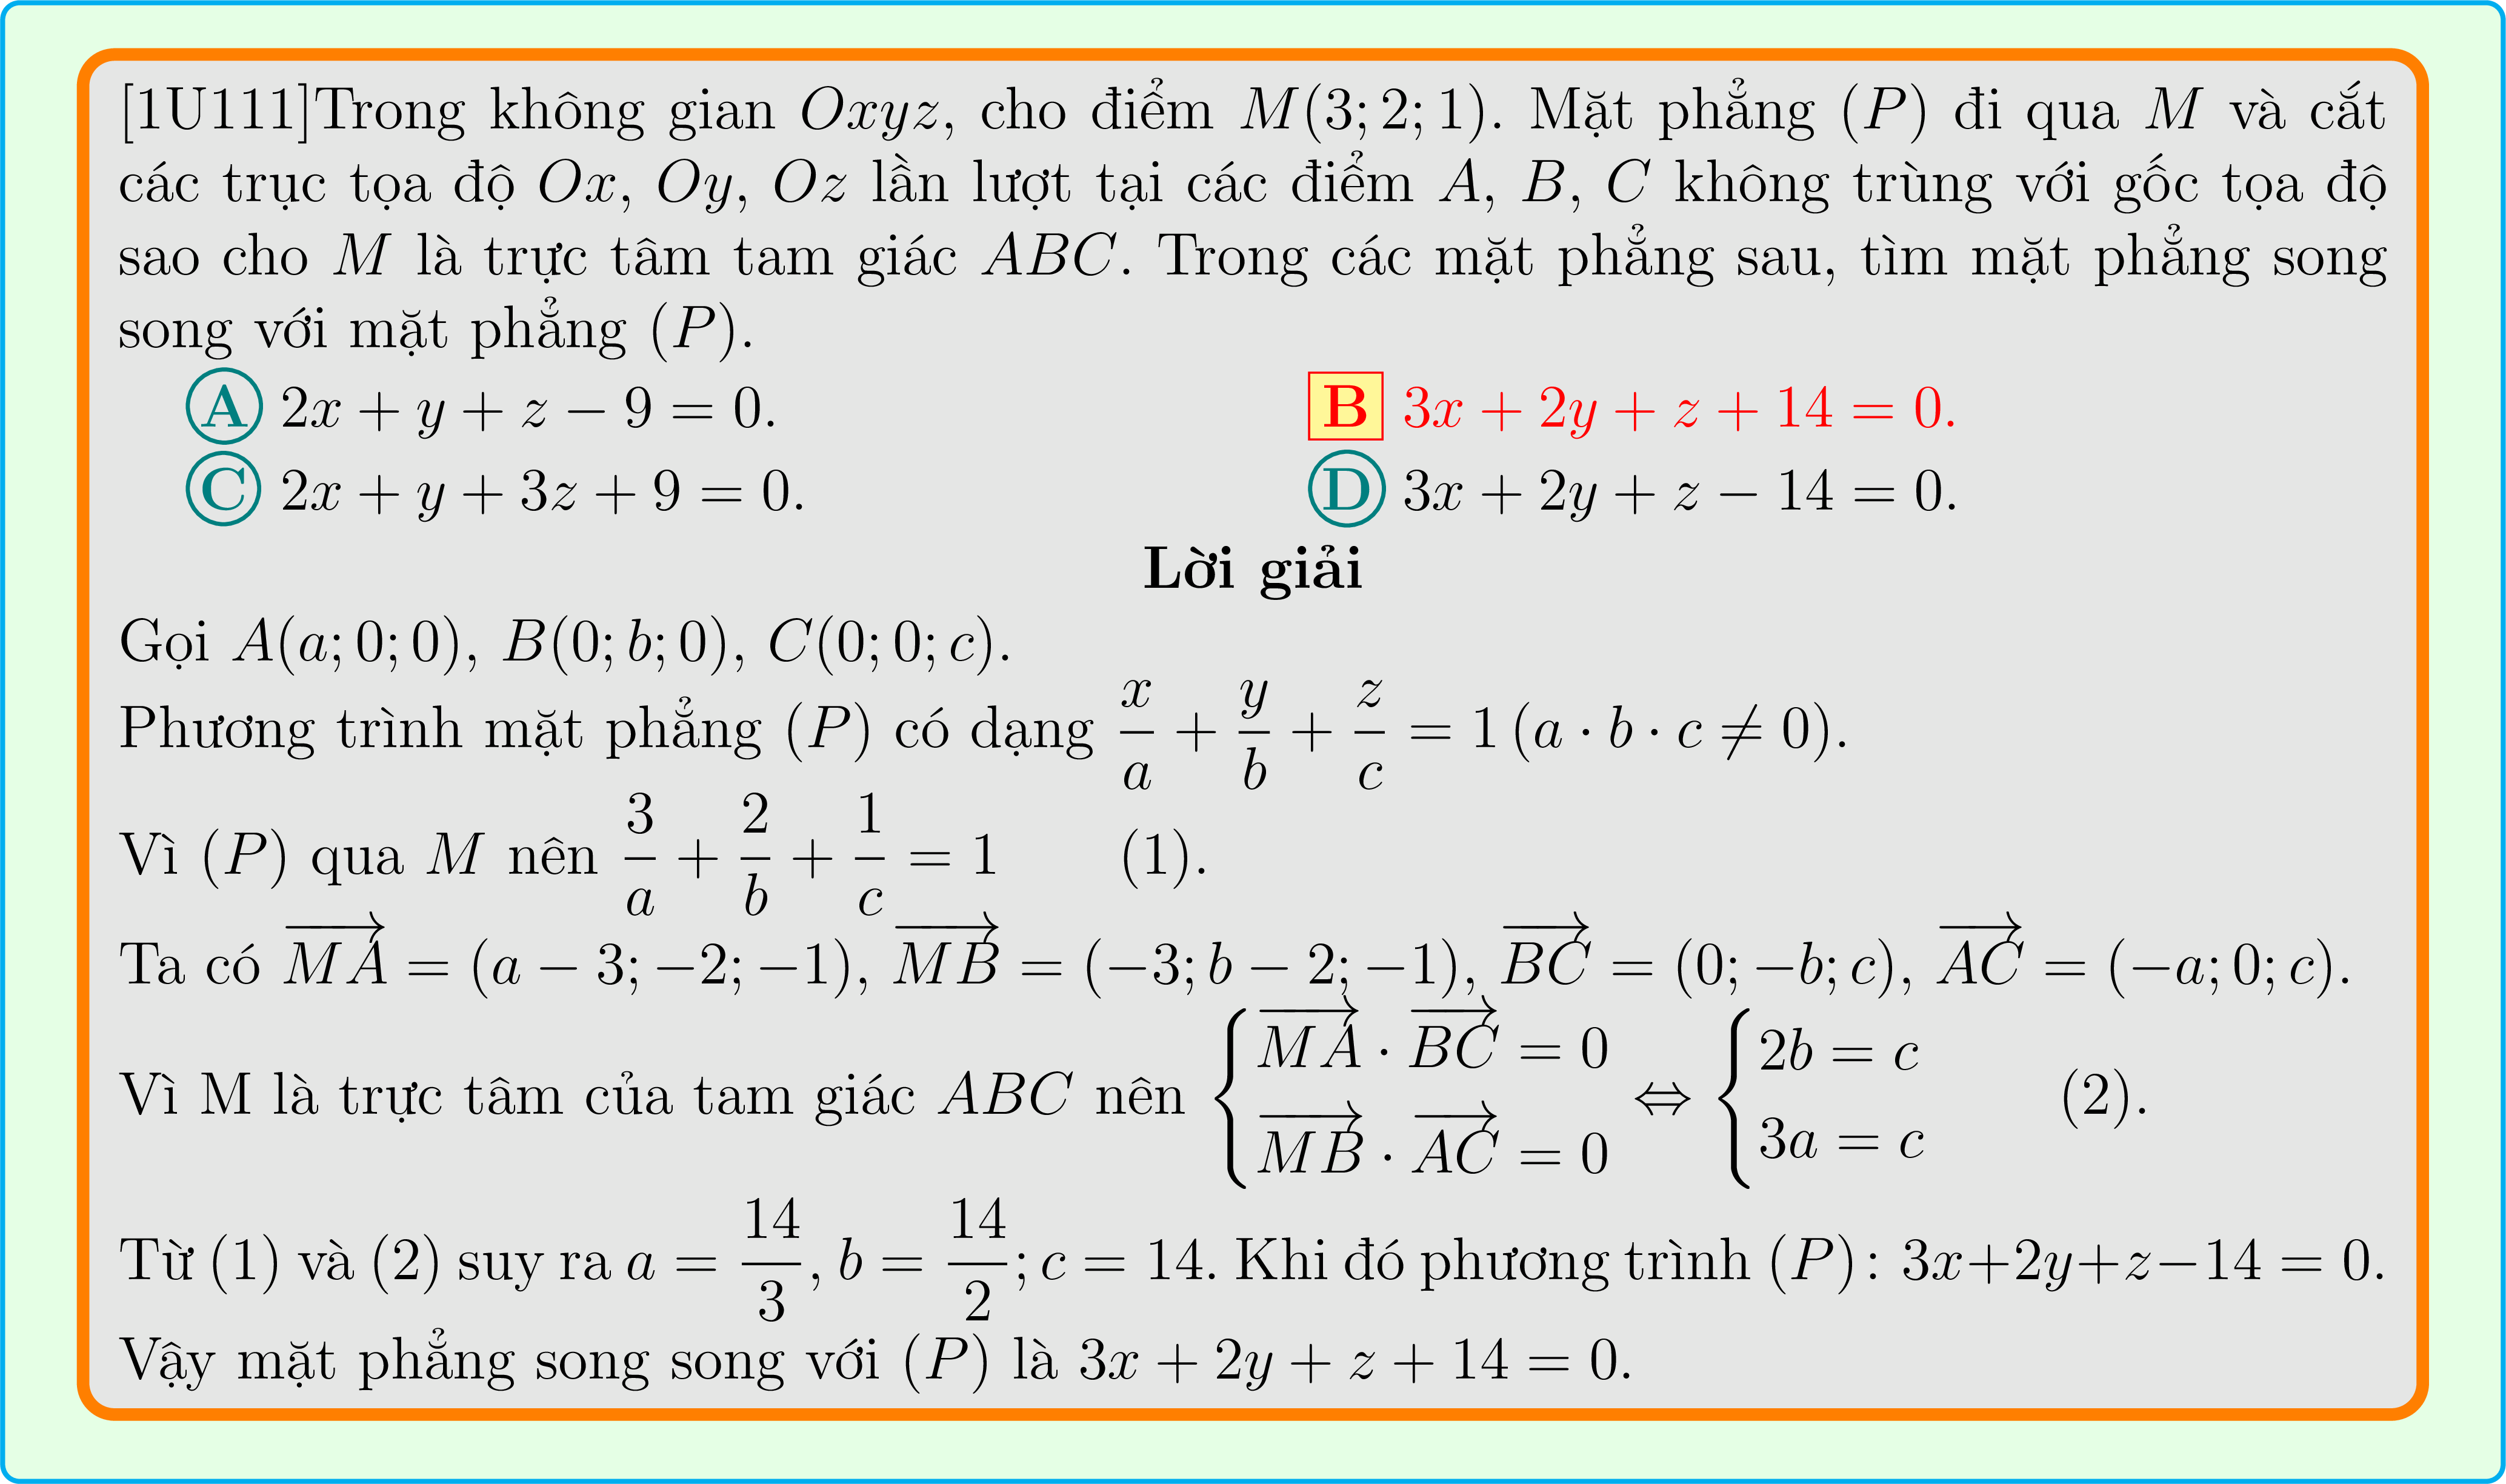 [1U111]Trong không gian Oxyz, cho điểm M(3; 2; 1). Mặt phẳng (P) đi qua M và cắt
các trục tọa độ Ox, Oy, Oz lần lượt tại các điểm A, B, C không trùng với gốc tọa độ
sao cho M là trực tâm tam giác ABC. Trong các mặt phẳng sau, tìm mặt phẳng song
song với mặt phẳng (P).
A 2x + y + z − 9 = 0. B 3x + 2y + z + 14 = 0.
C 2x + y + 3z + 9 = 0. D 3x + 2y + z − 14 = 0.
Lời giải
Gọi A(a; 0; 0), B(0; b; 0), C(0; 0; c).
Phương trình mặt phẳng (P) có dạng \frac{x}{a} + \frac{y}{b} + \frac{z}{c} = 1 (a · b · c ≠ 0).
Vì (P) qua M nên \frac{3}{a} + \frac{2}{b} + \frac{1}{c} = 1 (1).
Ta có \overrightarrow{MA} = (a − 3; −2; −1), \overrightarrow{MB} = (−3; b − 2; −1), \overrightarrow{BC} = (0; −b; c), \overrightarrow{AC} = (−a; 0; c).
Vì M là trực tâm của tam giác ABC nên \begin{cases} \overrightarrow{MA} · \overrightarrow{BC} = 0 \\ \overrightarrow{MB} · \overrightarrow{AC} = 0 \end{cases} ⇔ \begin{cases} 2b = c \\ 3a = c \end{cases} (2).
Từ (1) và (2) suy ra a = \frac{14}{3}, b = \frac{14}{2}; c = 14. Khi đó phương trình (P): 3x+2y+z−14 = 0.
Vậy mặt phẳng song song với (P) là 3x + 2y + z + 14 = 0.